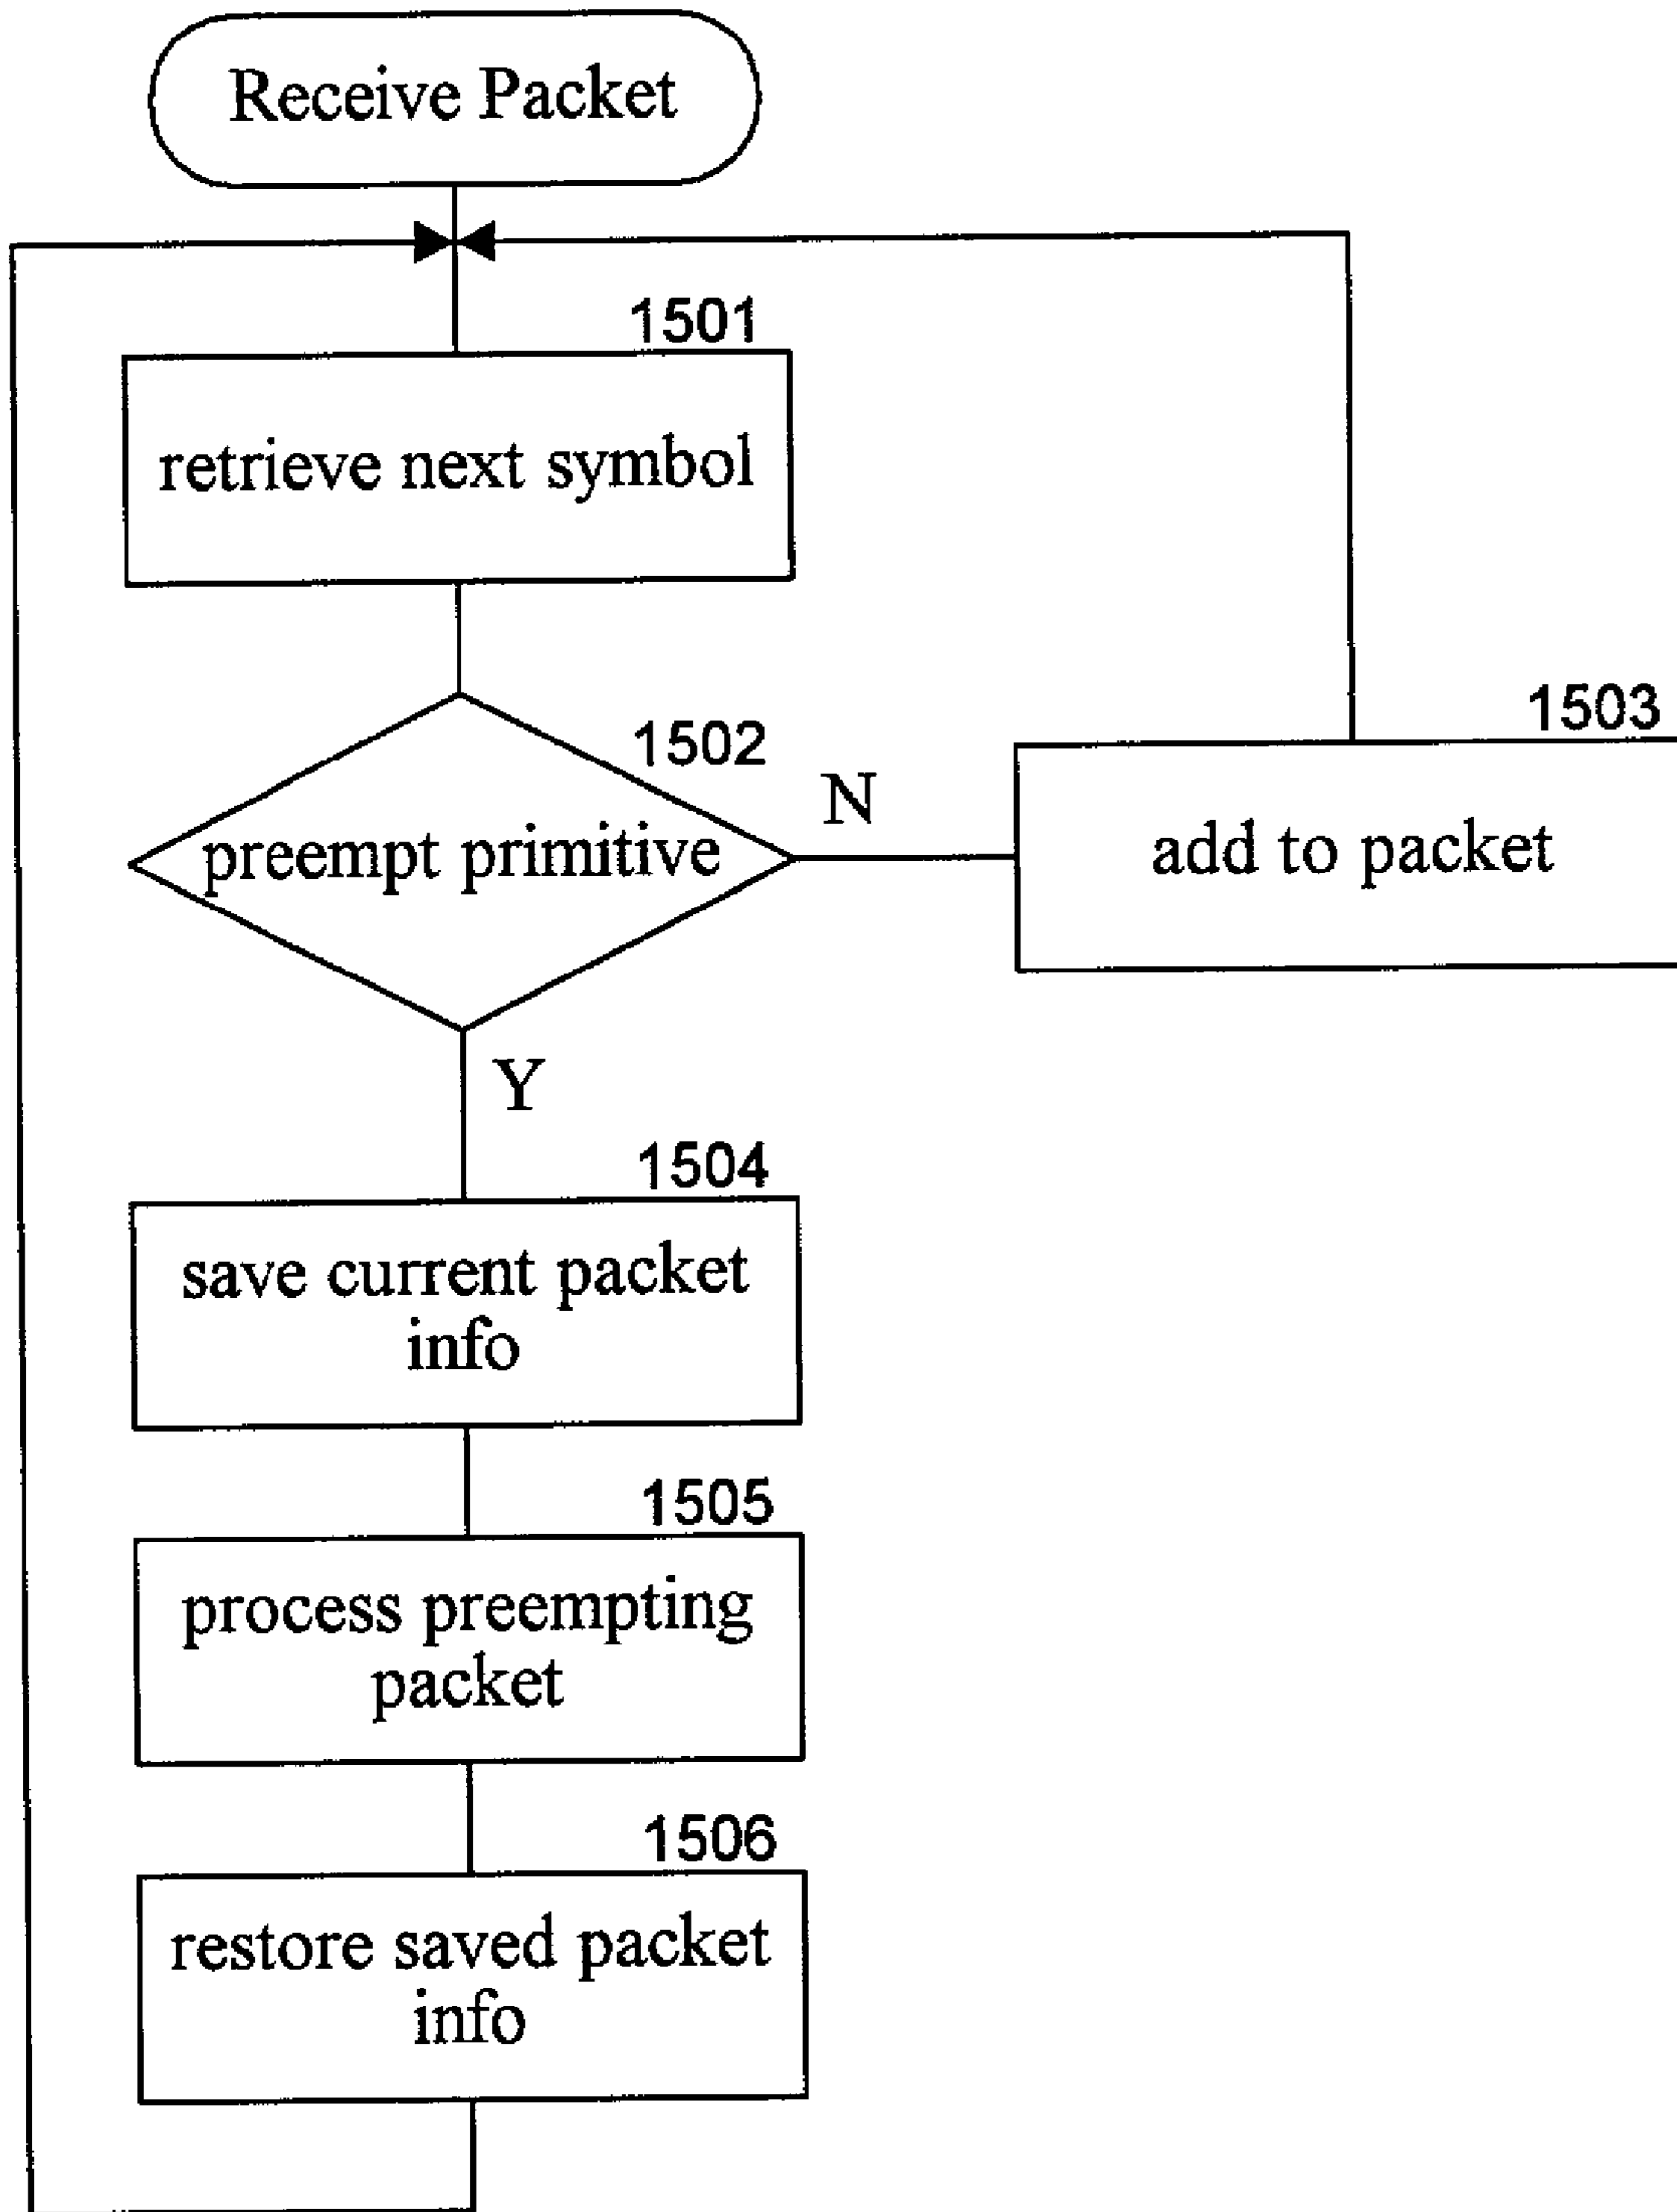 Receive Packet
1501
retrieve next symbol
1502
preempt primitive
N
1503
add to packet
Y
1504
save current packet
info
1505
process preempting
packet
1506
restore saved packet
info